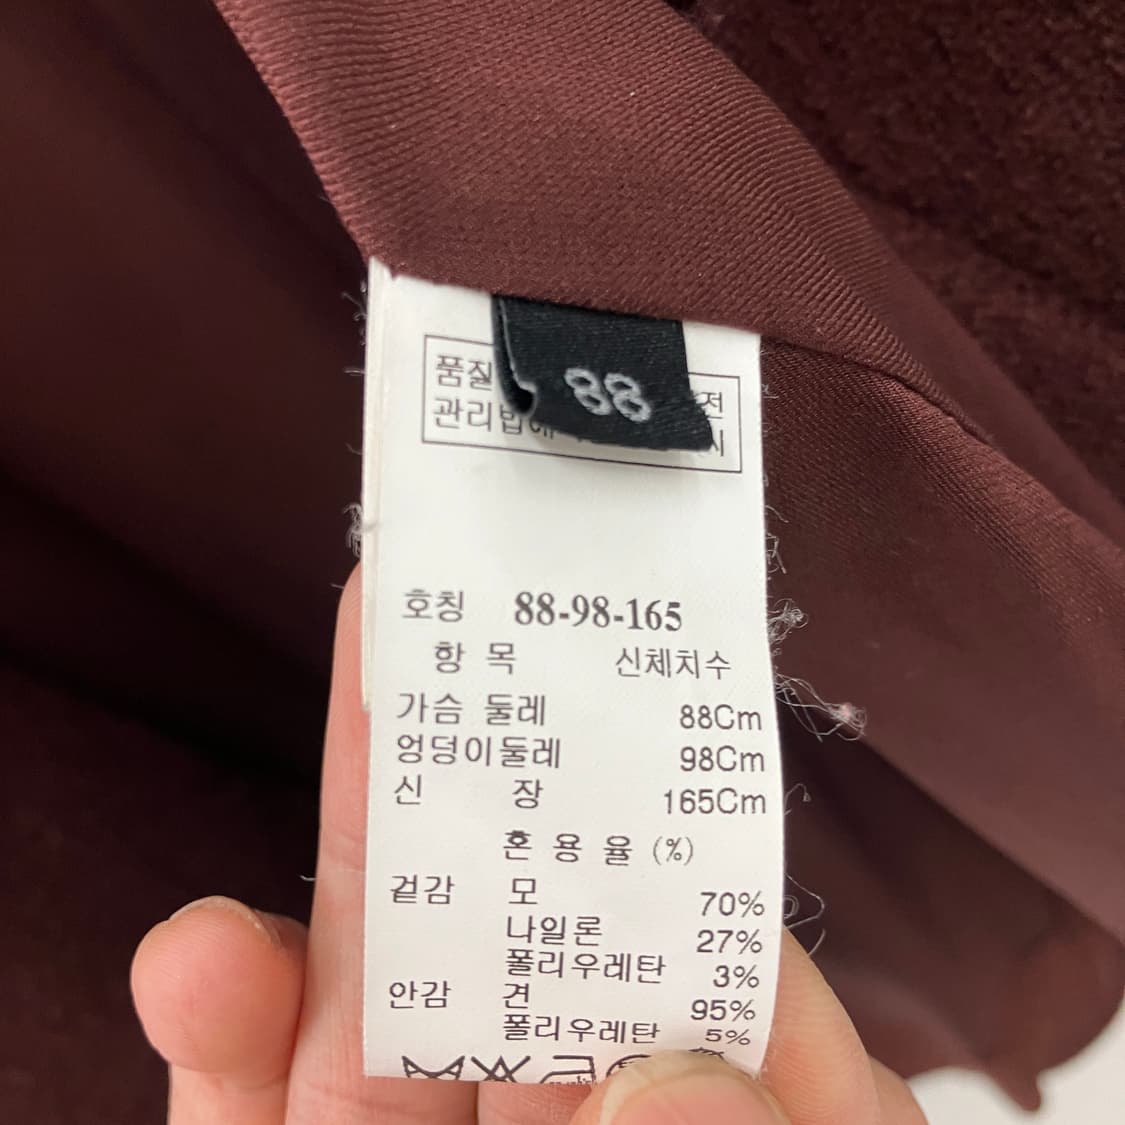 88
품질 전
관리법에 시
호칭 88-98-165
항 목 신체치수
가슴 둘레 88Cm
엉덩이둘레 98Cm
신 장 165Cm
혼 용 율 (%)
겉감 모 70%
나일론 27%
폴리우레탄 3%
안감 견 95%
폴리우레탄 5%